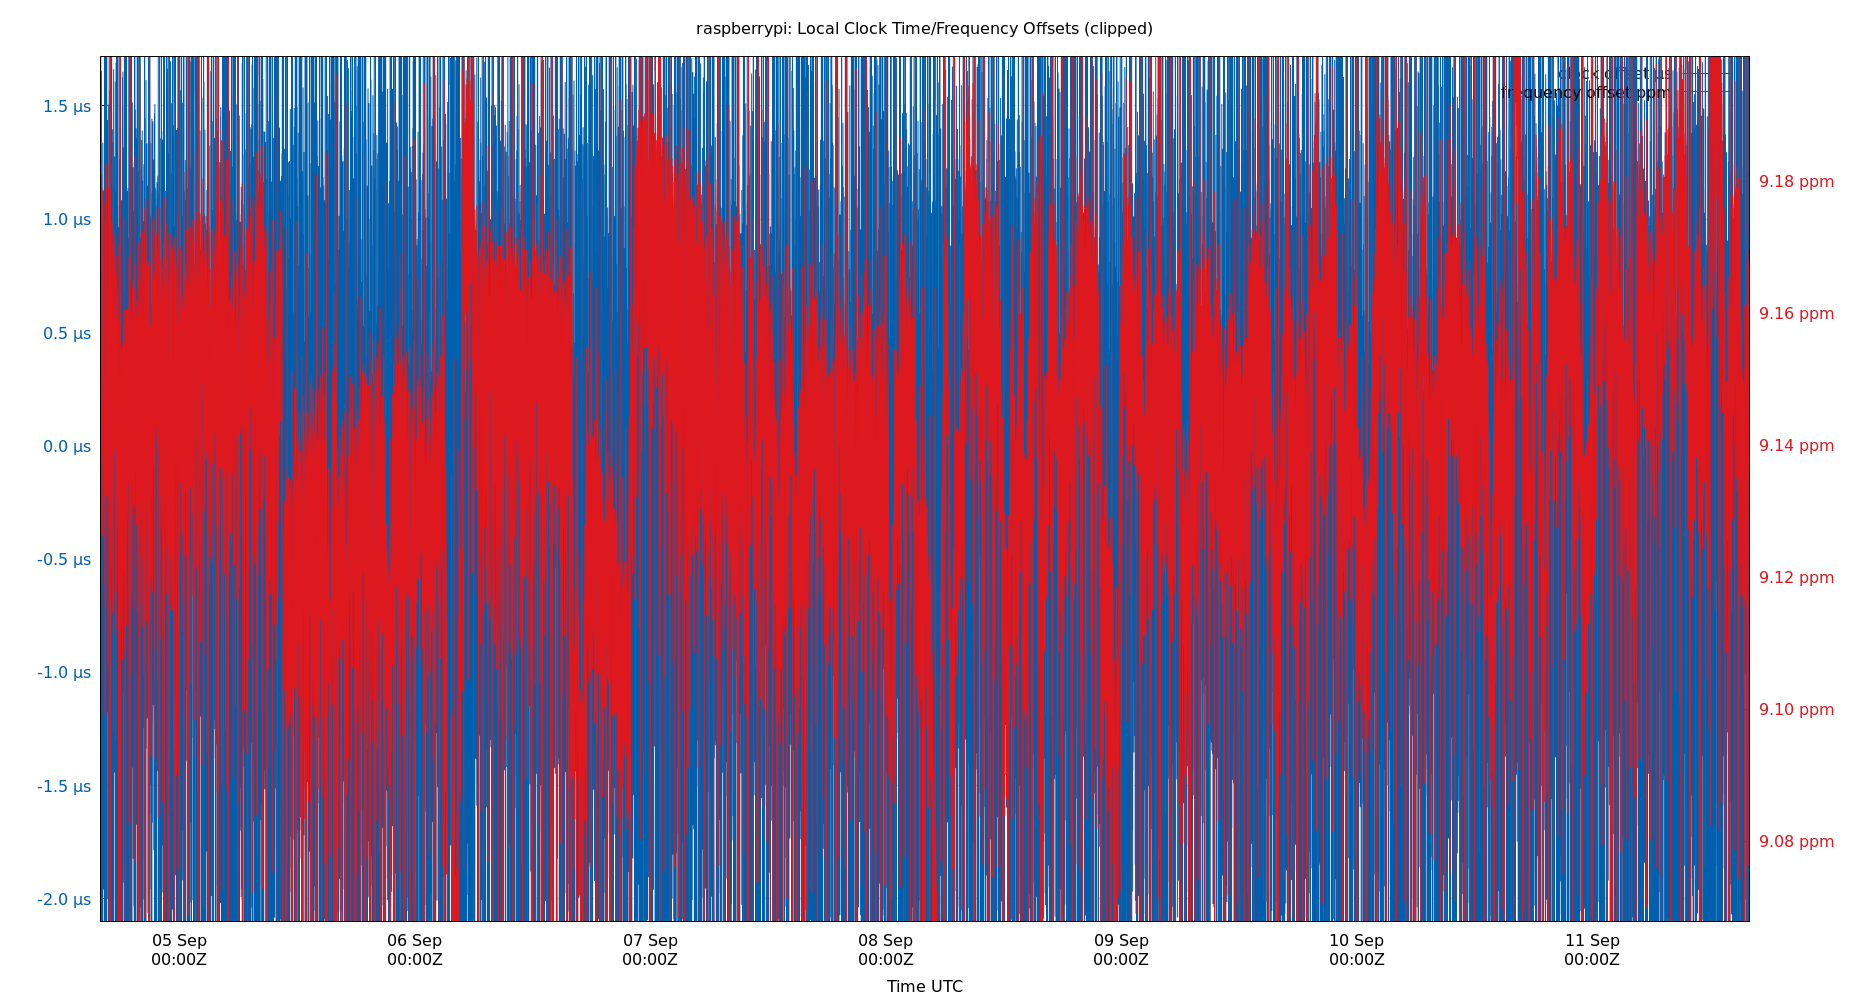 raspberrypi: Local Clock Time/Frequency Offsets (clipped)
clock offset μs
frequency offset ppm
1.5 μs
1.0 μs
0.5 μs
0.0 μs
-0.5 μs
-1.0 μs
-1.5 μs
-2.0 μs
9.18 ppm
9.16 ppm
9.14 ppm
9.12 ppm
9.10 ppm
9.08 ppm
05 Sep
00:00Z
06 Sep
00:00Z
07 Sep
00:00Z
08 Sep
00:00Z
09 Sep
00:00Z
10 Sep
00:00Z
11 Sep
00:00Z
Time UTC